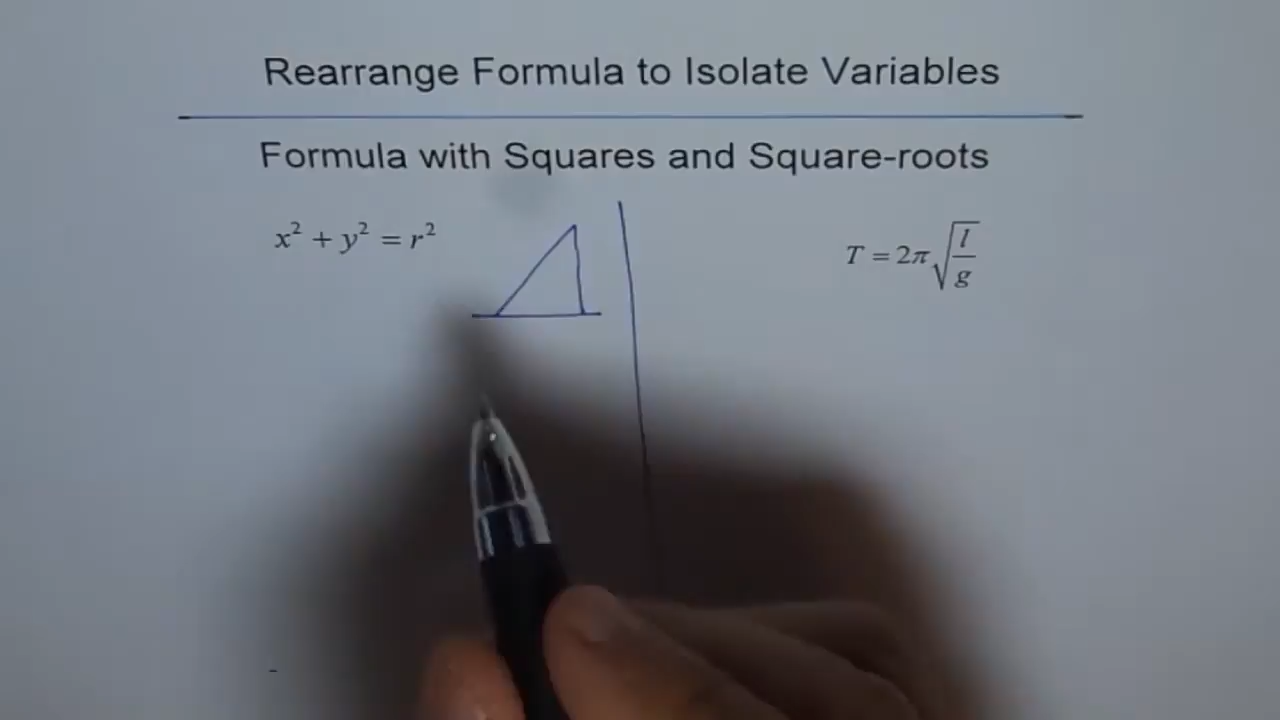 Rearrange Formula to Isolate Variables
Formula with Squares and Square-roots
x² + y² = r²
T = 2π√(l/g)